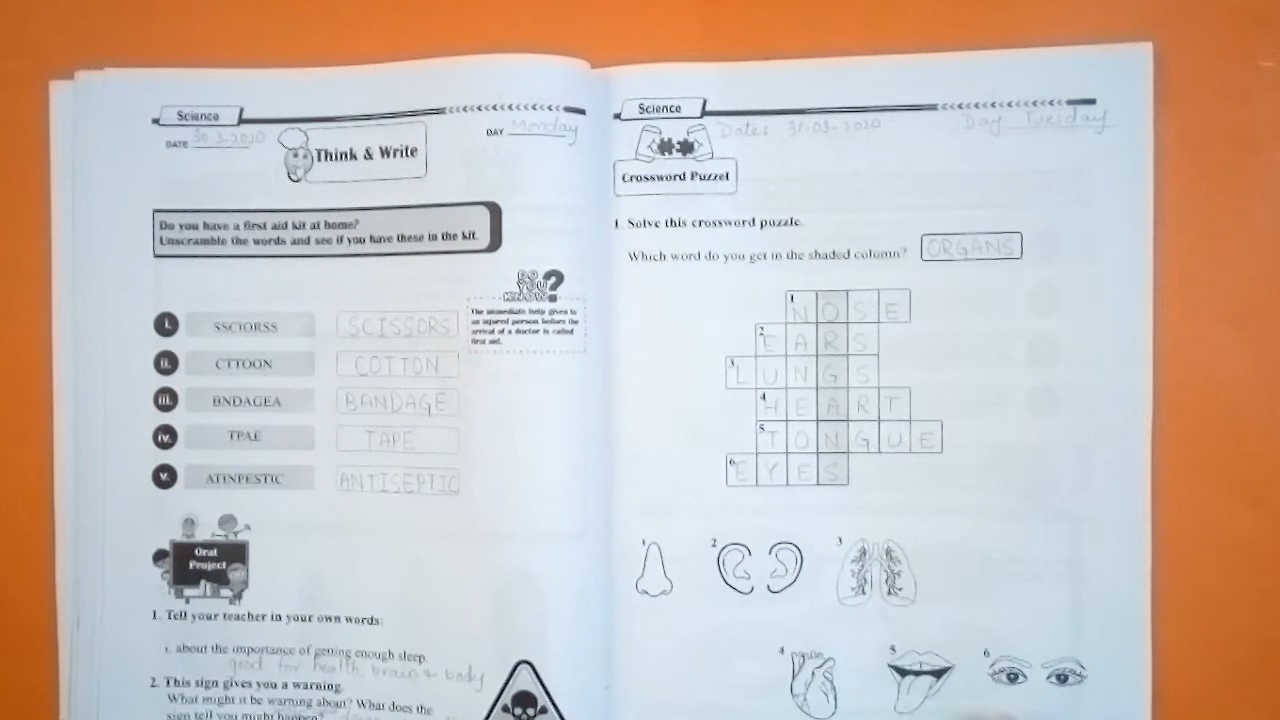 Science
DATE 30-3-2020
DAY Monday
Think & Write
Do you have a first aid kit at home?
Unscramble the words and see if you have these in the kit.
DO YOU KNOW?
The immediate help given to
an injured person before the
arrival of a doctor is called
first aid.
i. SSCIORSS SCISSORS
ii. CTTOON COTTON
iii. BNDAGEA BANDAGE
iv. TPAE TAPE
v. ATINPESTIC ANTISEPTIC
Oral
Project
1. Tell your teacher in your own words:
i. about the importance of getting enough sleep.
good for health, brain & body
2. This sign gives you a warning.
What might it be warning about? What does the
sign tell you might happen?
Science
Date: 31-03-2020 Day Tuesday
Crossword Puzzel
1. Solve this crossword puzzle.
Which word do you get in the shaded column? ORGANS
1 NOSE
2 EARS
3 LUNGS
4 HEART
5 TONGUE
6 EYES
1 2 3
4 5 6